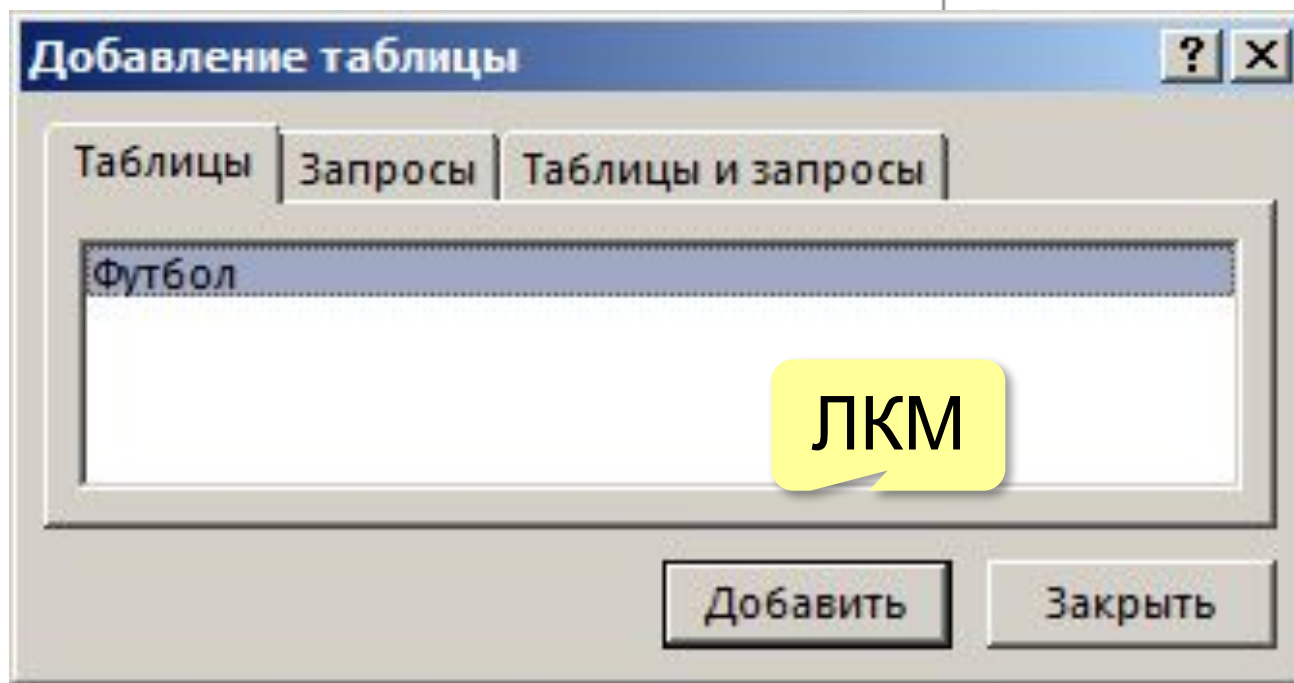 Добавление таблицы
Таблицы Запросы Таблицы и запросы
Футбол
ЛКМ
Добавить Закрыть